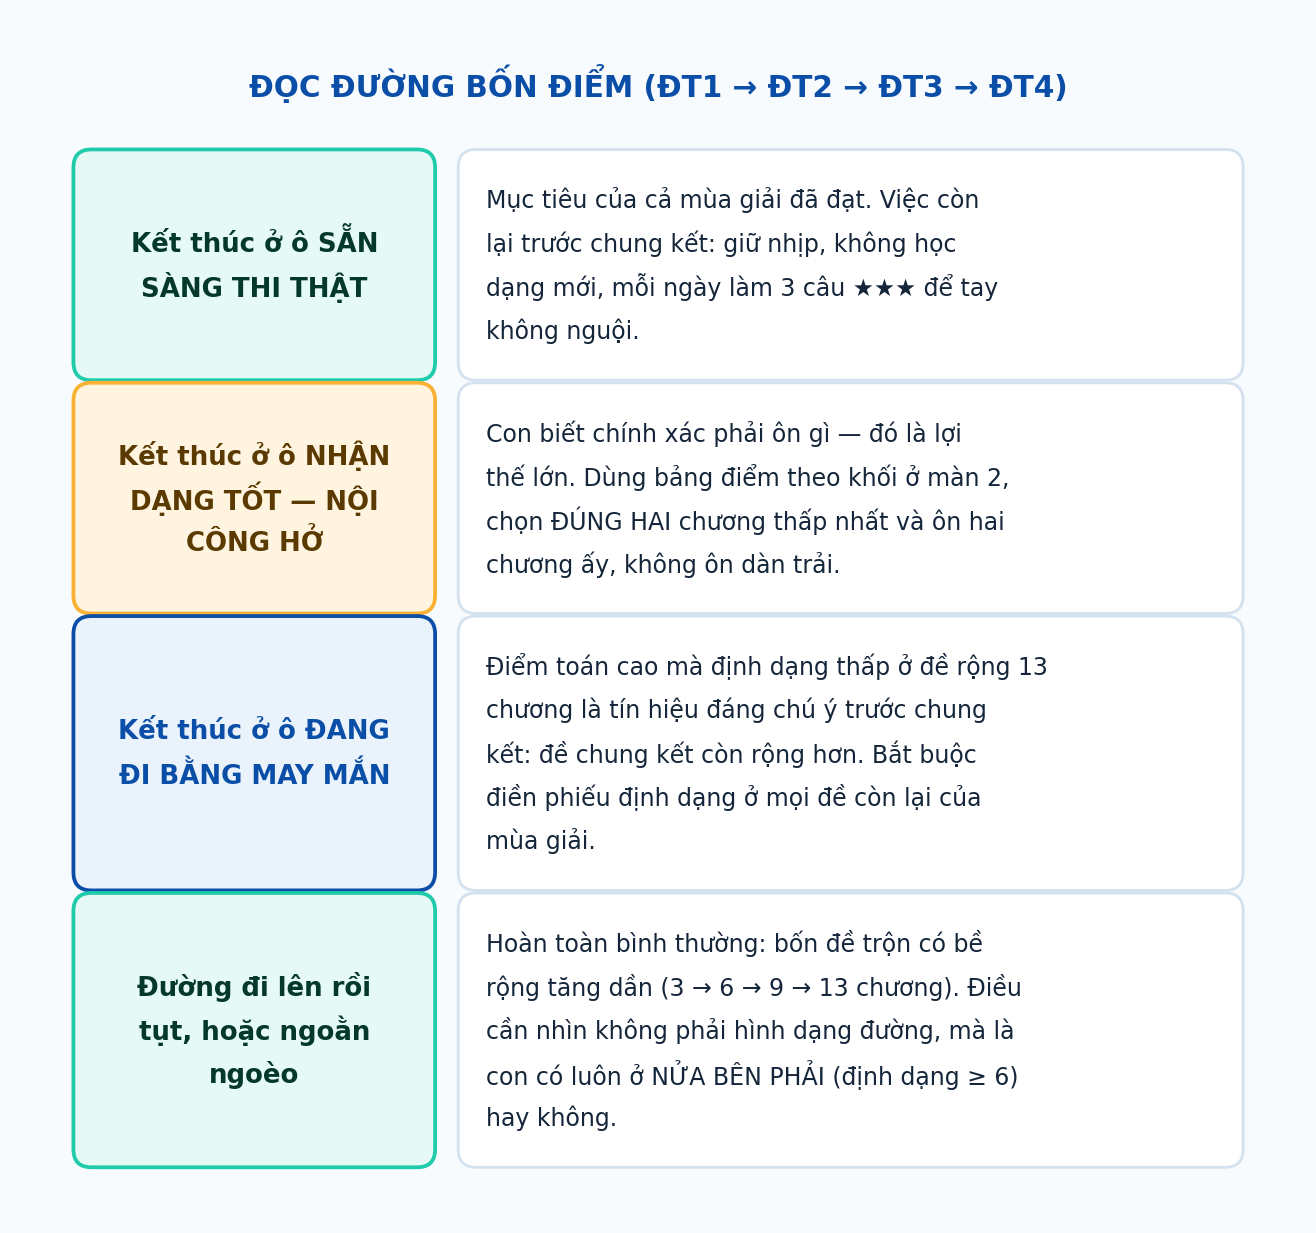 ĐỌC ĐƯỜNG BỐN ĐIỂM (ĐT1 → ĐT2 → ĐT3 → ĐT4)
Kết thúc ở ô SẴN
SÀNG THI THẬT
Mục tiêu của cả mùa giải đã đạt. Việc còn
lại trước chung kết: giữ nhịp, không học
dạng mới, mỗi ngày làm 3 câu ★★★ để tay
không nguội.
Kết thúc ở ô NHẬN
DẠNG TỐT — NỘI
CÔNG HỞ
Con biết chính xác phải ôn gì — đó là lợi
thế lớn. Dùng bảng điểm theo khối ở màn 2,
chọn ĐÚNG HAI chương thấp nhất và ôn hai
chương ấy, không ôn dàn trải.
Kết thúc ở ô ĐANG
ĐI BẰNG MAY MẮN
Điểm toán cao mà định dạng thấp ở đề rộng 13
chương là tín hiệu đáng chú ý trước chung
kết: đề chung kết còn rộng hơn. Bắt buộc
điền phiếu định dạng ở mọi đề còn lại của
mùa giải.
Đường đi lên rồi
tụt, hoặc ngoằn
ngoèo
Hoàn toàn bình thường: bốn đề trộn có bề
rộng tăng dần (3 → 6 → 9 → 13 chương). Điều
cần nhìn không phải hình dạng đường, mà là
con có luôn ở NỬA BÊN PHẢI (định dạng ≥ 6)
hay không.